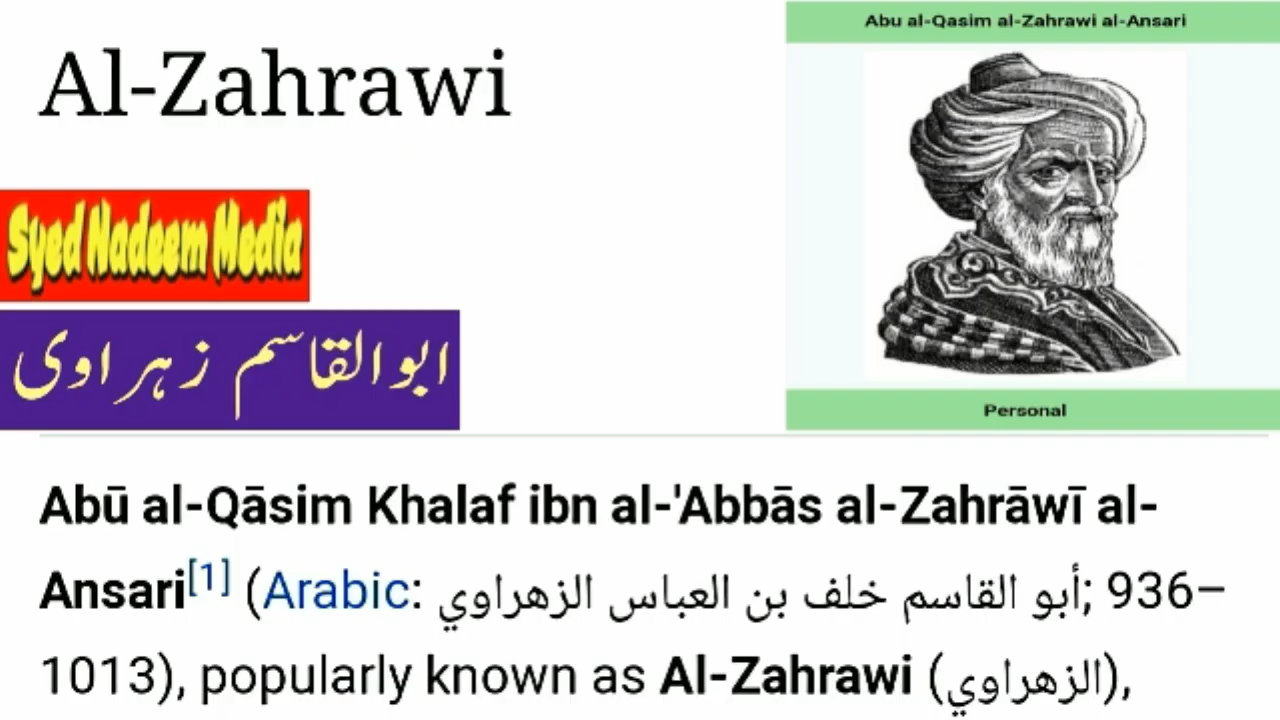 Al-Zahrawi
Abu al-Qasim al-Zahrawi al-Ansari
Syed Nadeem Media
ابوالقاسم زہراوی
Personal
Abū al-Qāsim Khalaf ibn al-'Abbās al-Zahrāwī al-
Ansari[1] (Arabic: أبو القاسم خلف بن العباس الزهراوي; 936–
1013), popularly known as Al-Zahrawi (الزهراوي),